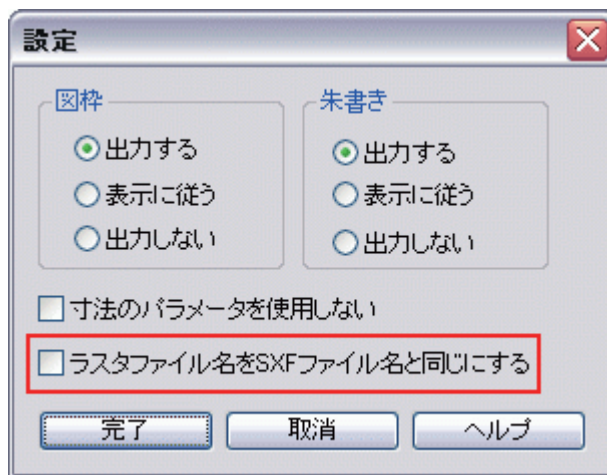 設定
図枠
朱書き
出力する
出力する
表示に従う
表示に従う
出力しない
出力しない
寸法のパラメータを使用しない
ラスタファイル名をSXFファイル名と同じにする
完了
取消
ヘルプ